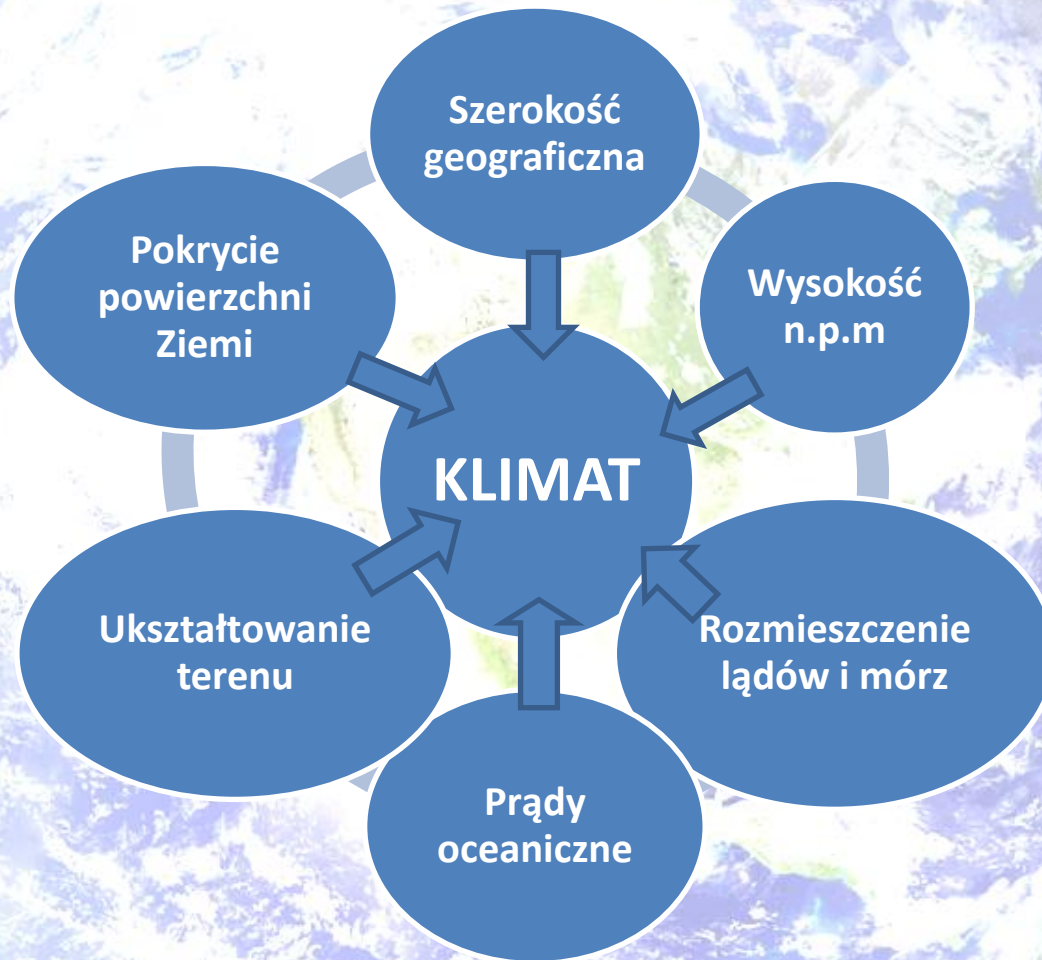 Szerokość
geograficzna
Pokrycie
powierzchni
Ziemi
Wysokość
n.p.m
KLIMAT
Ukształtowanie
terenu
Rozmieszczenie
lądów i mórz
Prądy
oceaniczne